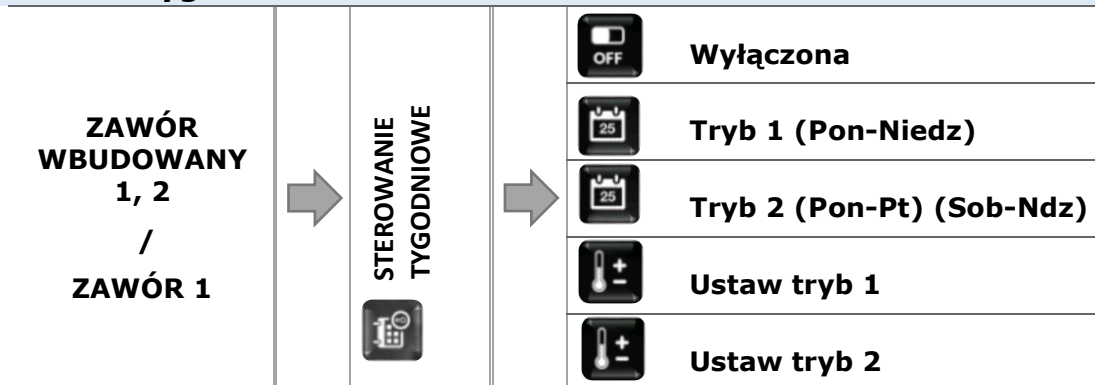 ZAWÓR
WBUDOWANY
1, 2
/
ZAWÓR 1
STEROWANIE
TYGODNIOWE
OFF
Wyłączona
25
Tryb 1 (Pon-Niedz)
25
Tryb 2 (Pon-Pt) (Sob-Ndz)
Ustaw tryb 1
Ustaw tryb 2